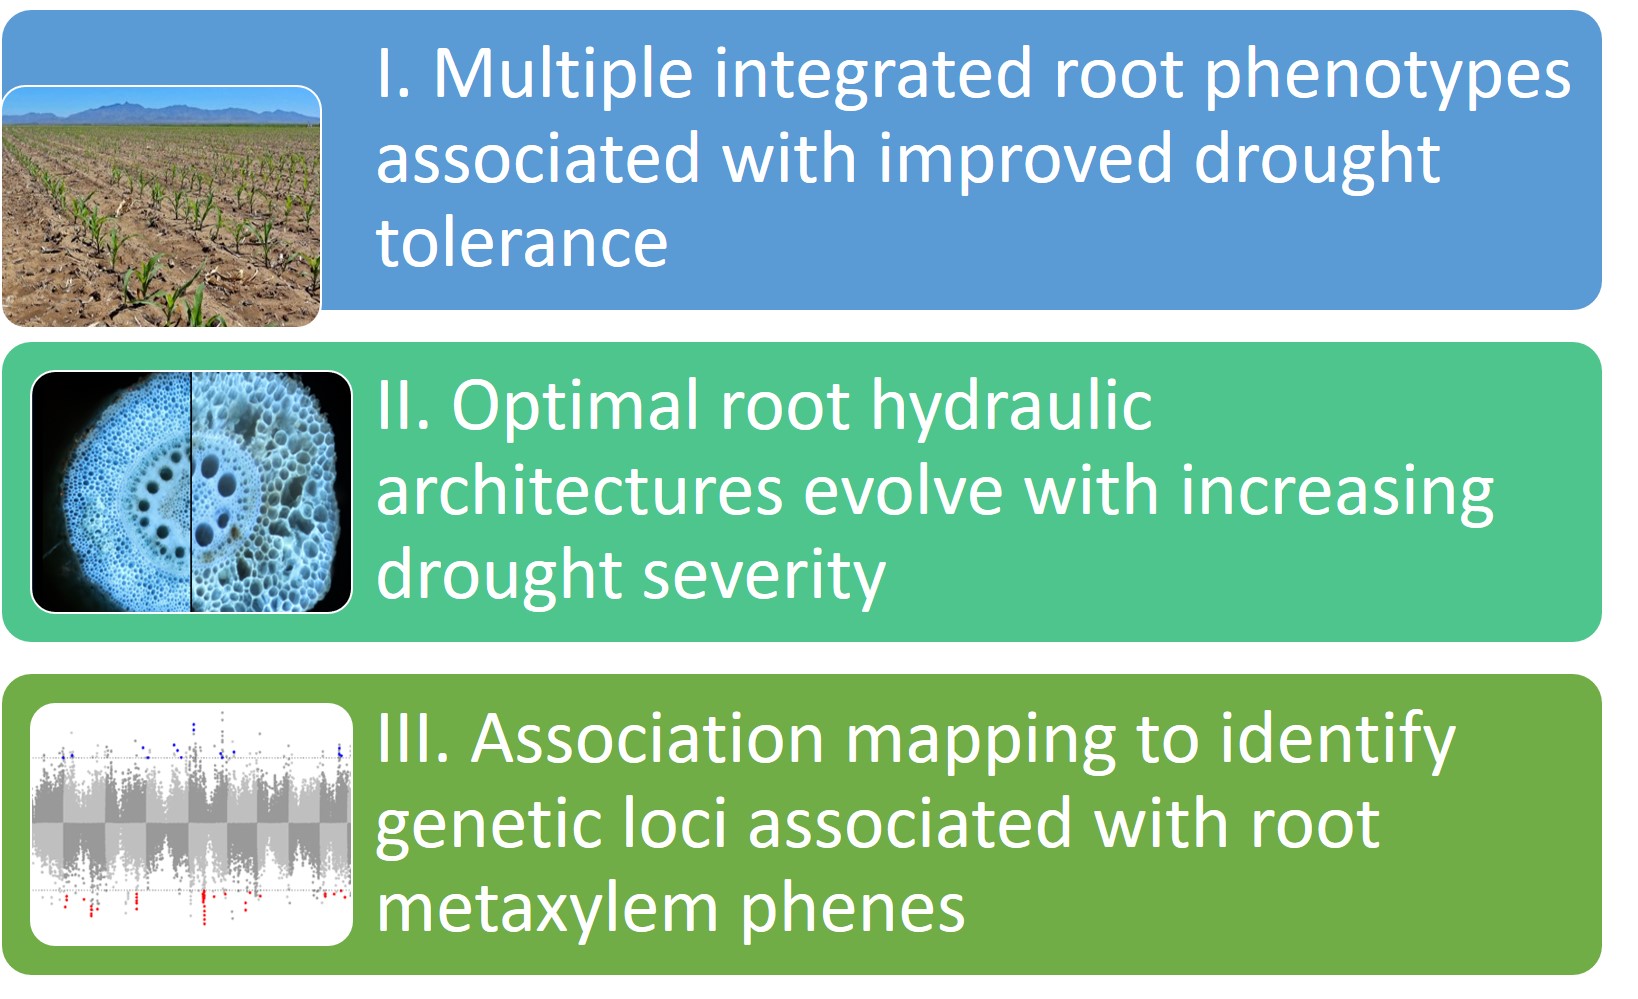 I. Multiple integrated root phenotypes
associated with improved drought
tolerance
II. Optimal root hydraulic
architectures evolve with increasing
drought severity
III. Association mapping to identify
genetic loci associated with root
metaxylem phenes